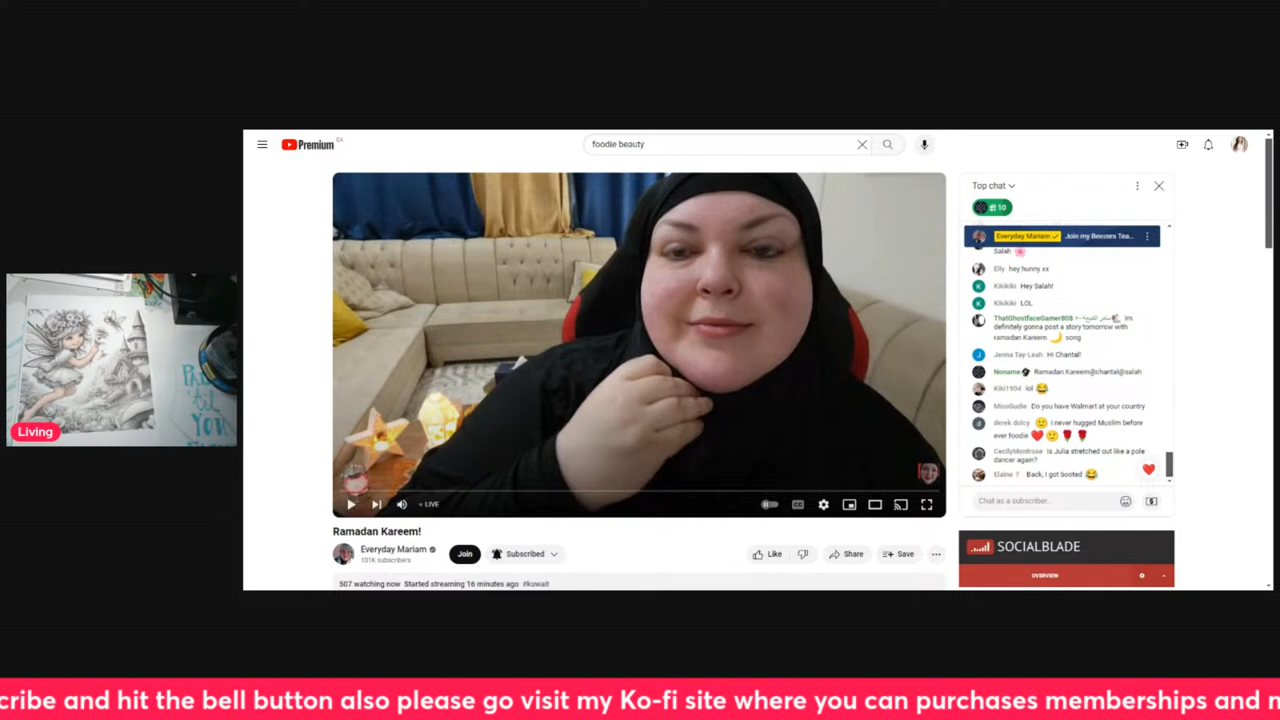 Premium
CA
foodie beauty
Top chat
10
Everyday Mariam Join my Beezers Tea...
Salah
Elly hey hunny xx
K Kikikiki Hey Salah!
K Kikikiki LOL
ThatGhostfaceGamer808 Im
definitely gonna post a story tomorrow with
ramadan Kareem song
J Jenna Tay-Leah Hi Chantal!
Noname Ramadan Kareem@chantal@salah
Kiki1904 lol
MissGudie Do you have Walmart at your country
d derek dolcy I never hugged Muslim before
ever foodie
CecilyMontrose Is Julia stretched out like a pole
dancer again?
Elaine Back, I got booted
Chat as a subscriber...
Living
LIVE
Ramadan Kareem!
Everyday Mariam
101K subscribers
Join
Subscribed
Like
Share
Save
507 watching now Started streaming 16 minutes ago #kuwait
SOCIALBLADE
OVERVIEW
cribe and hit the bell button also please go visit my Ko-fi site where you can purchases memberships and